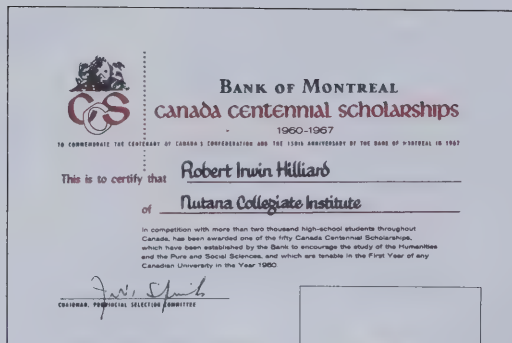 CCS
BANK OF MONTREAL
canada centennial scholarships
1960-1967
TO COMMEMORATE THE CENTENARY OF CANADA'S CONFEDERATION AND THE 150th ANNIVERSARY OF THE BANK OF MONTREAL IN 1967
This is to certify that Robert Irwin Hilliard
of Nutana Collegiate Institute
in competition with more than two thousand high-school students throughout
Canada, has been awarded one of the fifty Canada Centennial Scholarships,
which have been established by the Bank to encourage the study of the Humanities
and the Pure and Social Sciences, and which are tenable in the First Year of any
Canadian University in the Year 1960
CHAIRMAN, PROVINCIAL SELECTION COMMITTEE